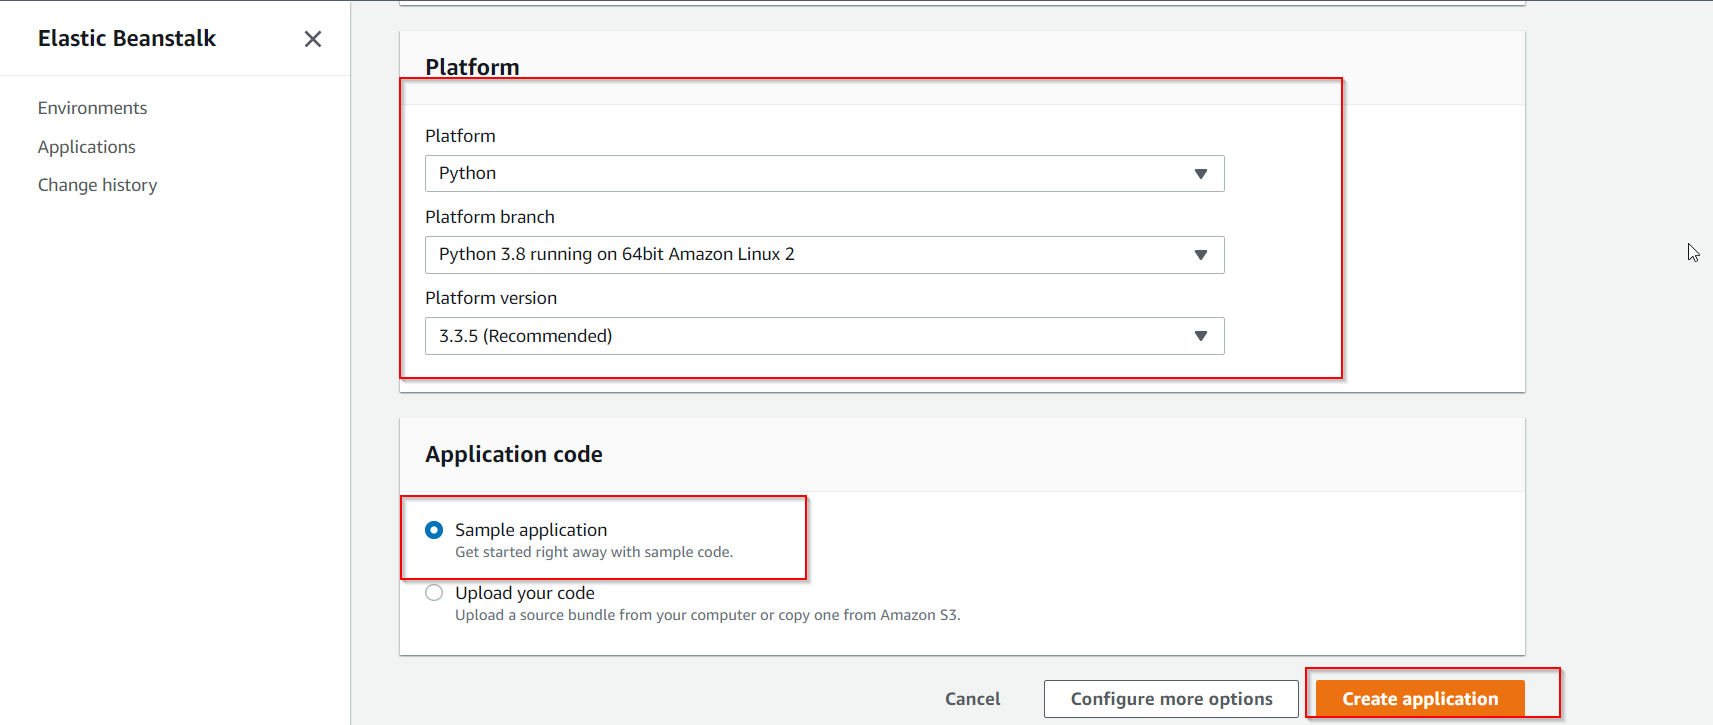 Elastic Beanstalk
Environments
Applications
Change history
Platform
Platform
Python
Platform branch
Python 3.8 running on 64bit Amazon Linux 2
Platform version
3.3.5 (Recommended)
Application code
Sample application
Get started right away with sample code.
Upload your code
Upload a source bundle from your computer or copy one from Amazon S3.
Cancel
Configure more options
Create application